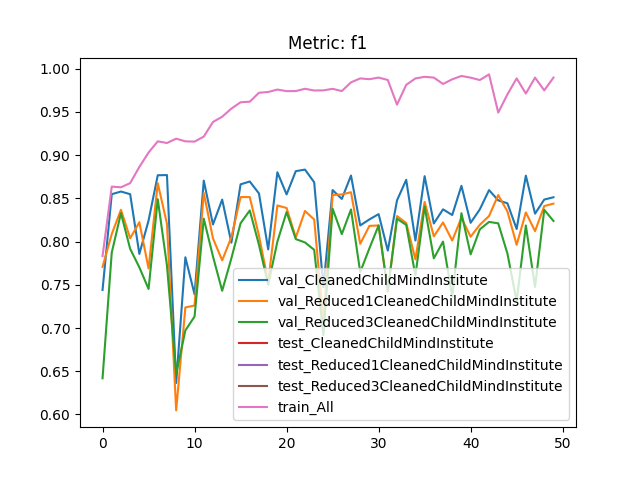 Metric: f1
1.00
0.95
0.90
0.85
0.80
0.75
0.70
0.65
0.60
val_CleanedChildMindInstitute
val_Reduced1CleanedChildMindInstitute
val_Reduced3CleanedChildMindInstitute
test_CleanedChildMindInstitute
test_Reduced1CleanedChildMindInstitute
test_Reduced3CleanedChildMindInstitute
train_All
0 10 20 30 40 50